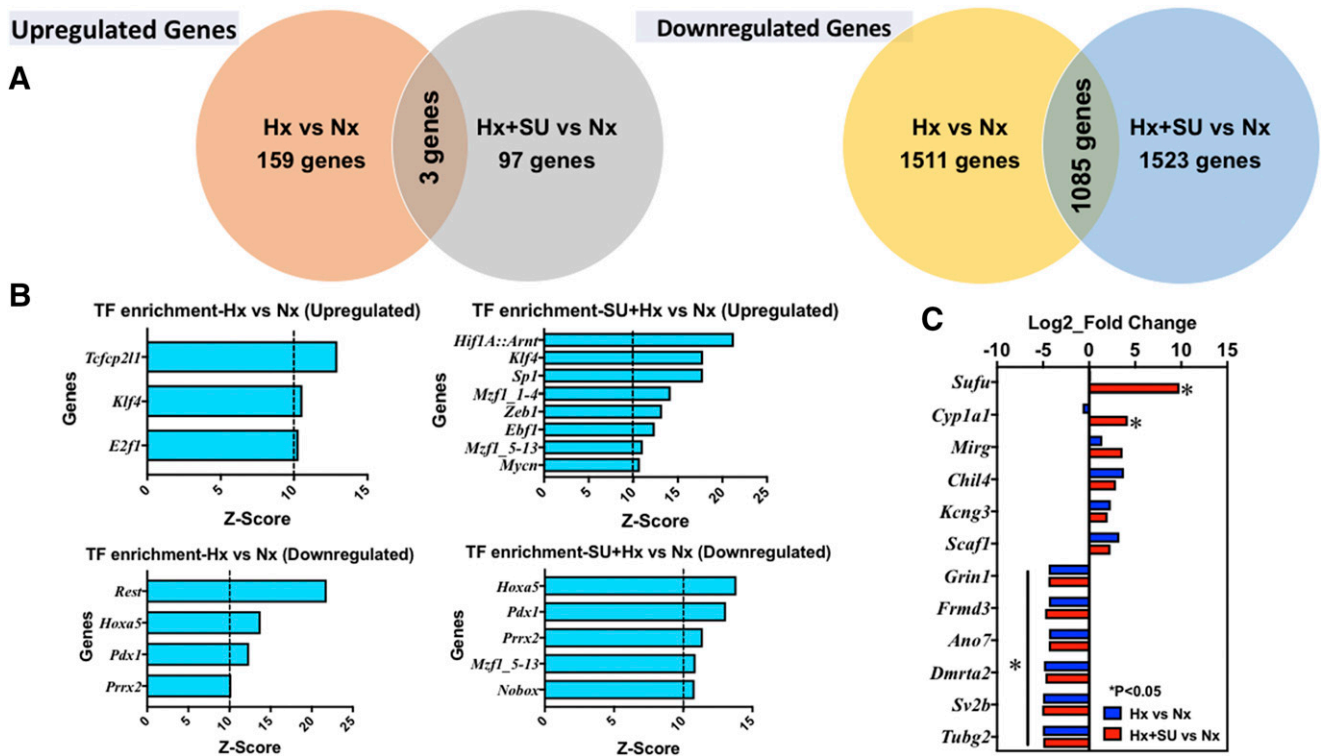 Upregulated Genes
Downregulated Genes
A
Hx vs Nx
159 genes
3 genes
Hx+SU vs Nx
97 genes
Hx vs Nx
1511 genes
1085 genes
Hx+SU vs Nx
1523 genes
B
TF enrichment-Hx vs Nx (Upregulated)
Genes
Tcfcp2l1
Klf4
E2f1
0 5 10 15
Z-Score
TF enrichment-SU+Hx vs Nx (Upregulated)
Genes
Hif1A::Arnt
Klf4
Sp1
Mzf1_1-4
Zeb1
Ebf1
Mzf1_5-13
Mycn
0 5 10 15 20 25
Z-Score
TF enrichment-Hx vs Nx (Downregulated)
Genes
Rest
Hoxa5
Pdx1
Prrx2
0 5 10 15 20 25
Z-Score
TF enrichment-SU+Hx vs Nx (Downregulated)
Genes
Hoxa5
Pdx1
Prrx2
Mzf1_5-13
Nobox
0 5 10 15
Z-Score
C
Log2_Fold Change
-10 -5 0 5 10 15
Sufu *
Cyp1a1 *
Mirg
Chil4
Kcng3
Scaf1
Grin1
Frmd3
Ano7
Dmrta2 *
Sv2b
Tubg2
*P<0.05
Hx vs Nx
Hx+SU vs Nx